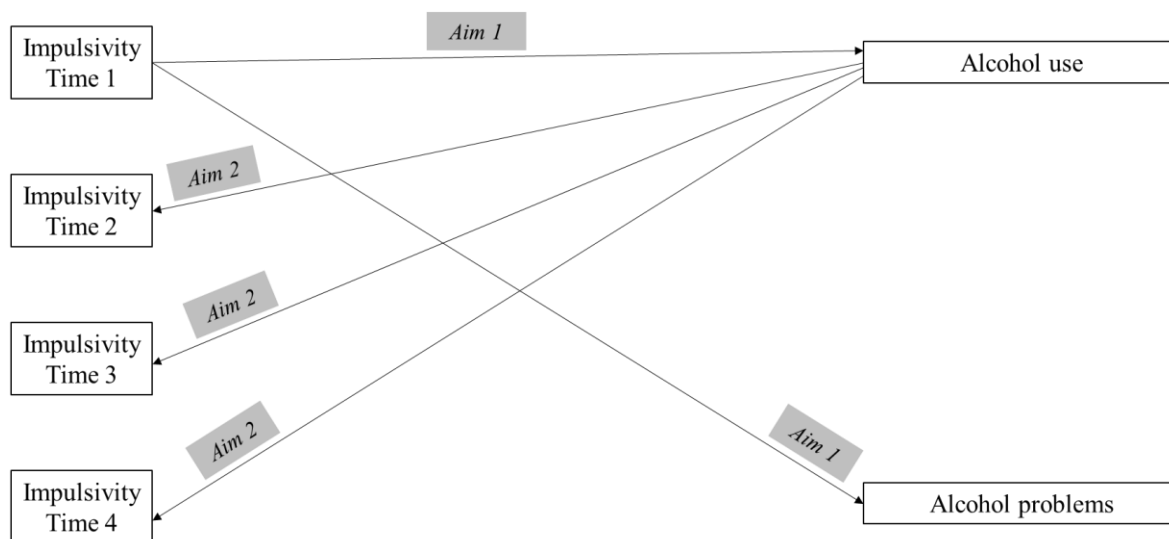 Impulsivity
Time 1
Aim 1
Alcohol use
Impulsivity
Time 2
Aim 2
Impulsivity
Time 3
Aim 2
Impulsivity
Time 4
Aim 2
Aim 1
Alcohol problems